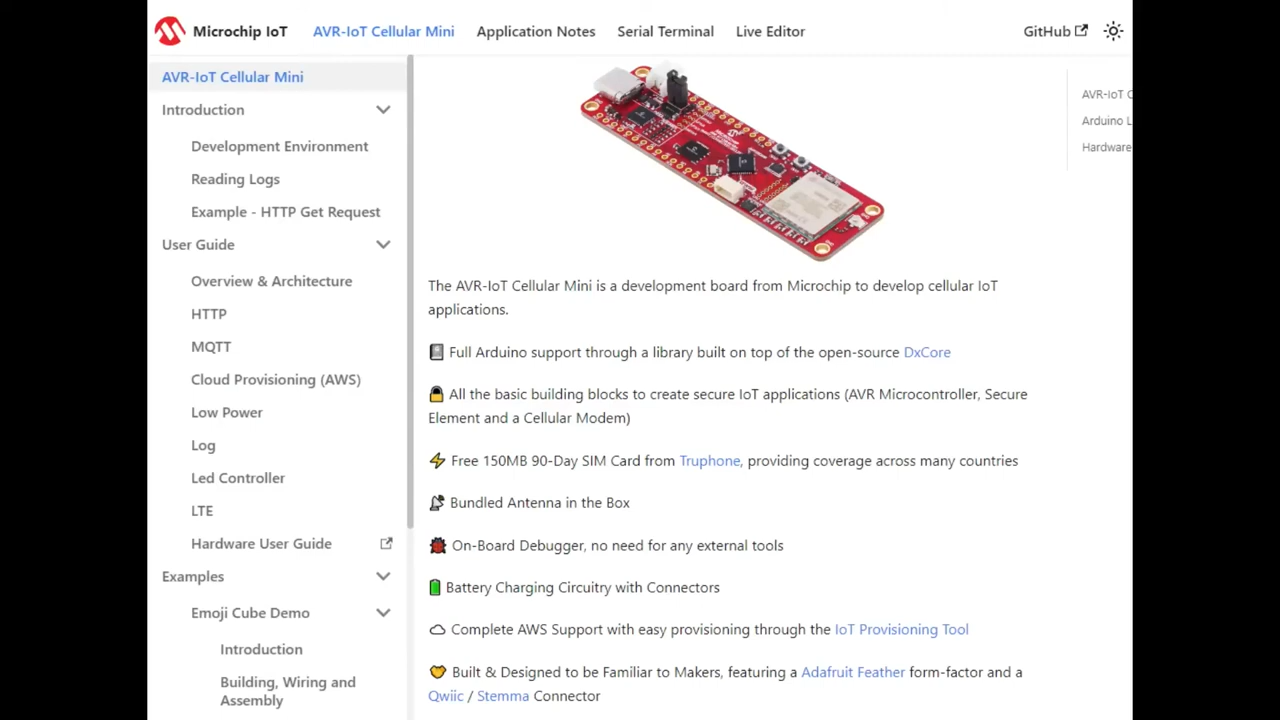 Microchip IoT
AVR-IoT Cellular Mini
Application Notes
Serial Terminal
Live Editor
GitHub
AVR-IoT Cellular Mini
Introduction
Development Environment
Reading Logs
Example - HTTP Get Request
User Guide
Overview & Architecture
HTTP
MQTT
Cloud Provisioning (AWS)
Low Power
Log
Led Controller
LTE
Hardware User Guide
Examples
Emoji Cube Demo
Introduction
Building, Wiring and
Assembly
The AVR-IoT Cellular Mini is a development board from Microchip to develop cellular IoT
applications.
Full Arduino support through a library built on top of the open-source DxCore
All the basic building blocks to create secure IoT applications (AVR Microcontroller, Secure
Element and a Cellular Modem)
Free 150MB 90-Day SIM Card from Truphone, providing coverage across many countries
Bundled Antenna in the Box
On-Board Debugger, no need for any external tools
Battery Charging Circuitry with Connectors
Complete AWS Support with easy provisioning through the IoT Provisioning Tool
Built & Designed to be Familiar to Makers, featuring a Adafruit Feather form-factor and a
Qwiic / Stemma Connector
AVR-IoT C
Arduino L
Hardware